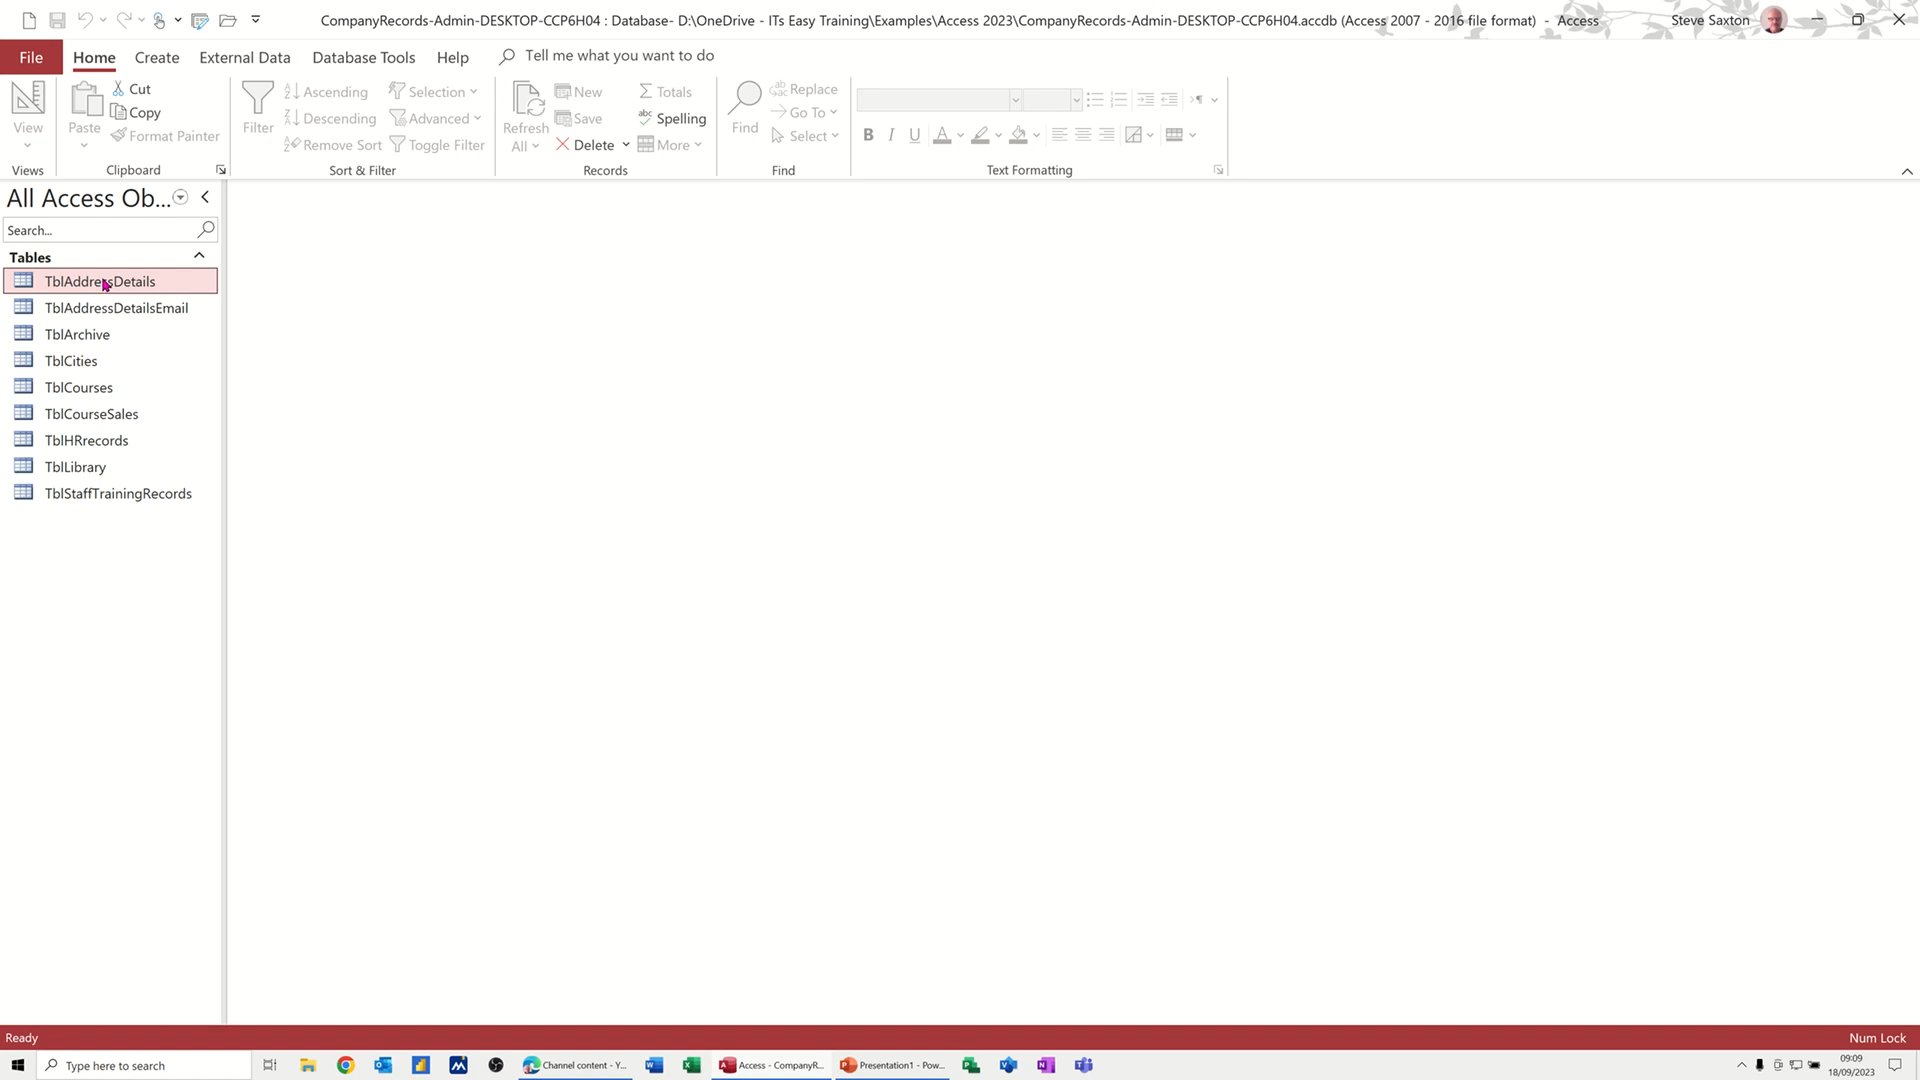 CompanyRecords-Admin-DESKTOP-CCP6H04 : Database- D:\OneDrive - ITs Easy Training\Examples\Access 2023\CompanyRecords-Admin-DESKTOP-CCP6H04.accdb (Access 2007 - 2016 file format) - Access
Steve Saxton
File Home Create External Data Database Tools Help Tell me what you want to do
View
Views
Paste
Cut
Copy
Format Painter
Clipboard
Filter
Ascending
Descending
Remove Sort
Selection
Advanced
Toggle Filter
Sort & Filter
Refresh
All
New
Save
Delete
Totals
Spelling
More
Records
Find
Replace
Go To
Select
Find
B I U A
Text Formatting
All Access Ob...
Search...
Tables
TblAddressDetails
TblAddressDetailsEmail
TblArchive
TblCities
TblCourses
TblCourseSales
TblHRrecords
TblLibrary
TblStaffTrainingRecords
Ready
Num Lock
Type here to search
Channel content - Y...
Access - CompanyR...
Presentation1 - Pow...
09:09
18/09/2023